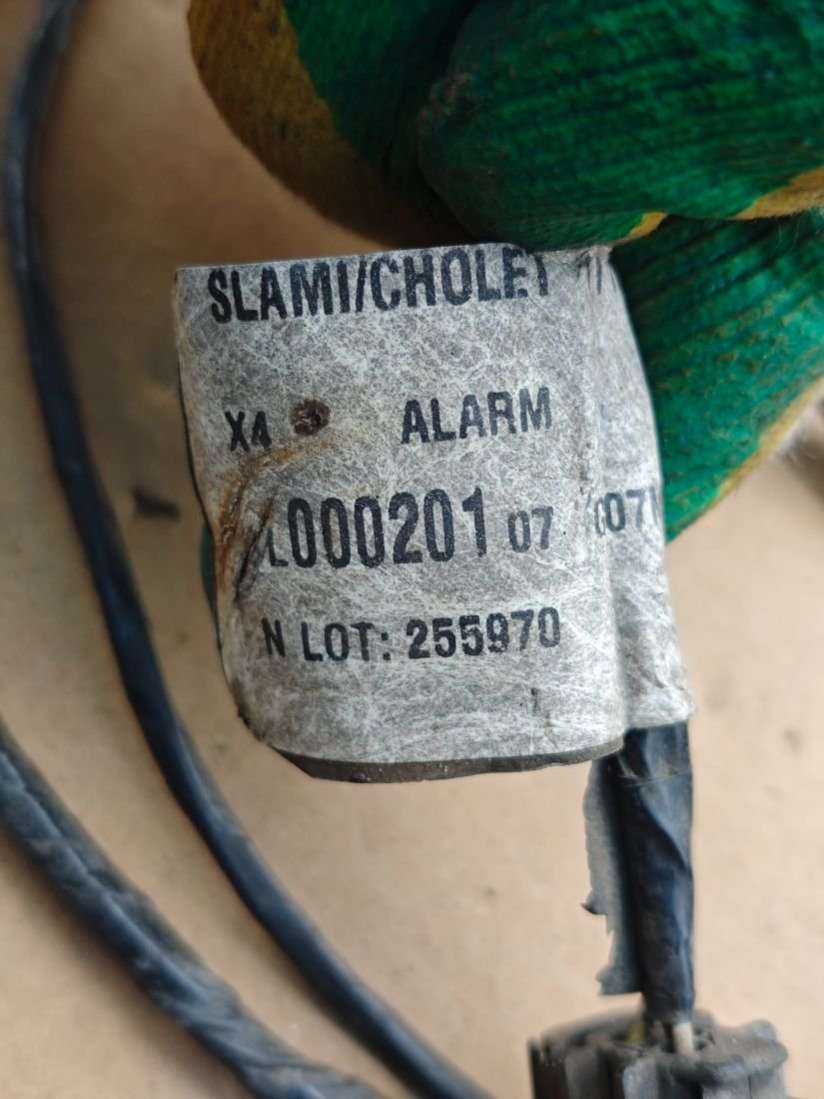 SLAMI/CHOLET
X4 ALARM
L000201 07
N LOT: 255970